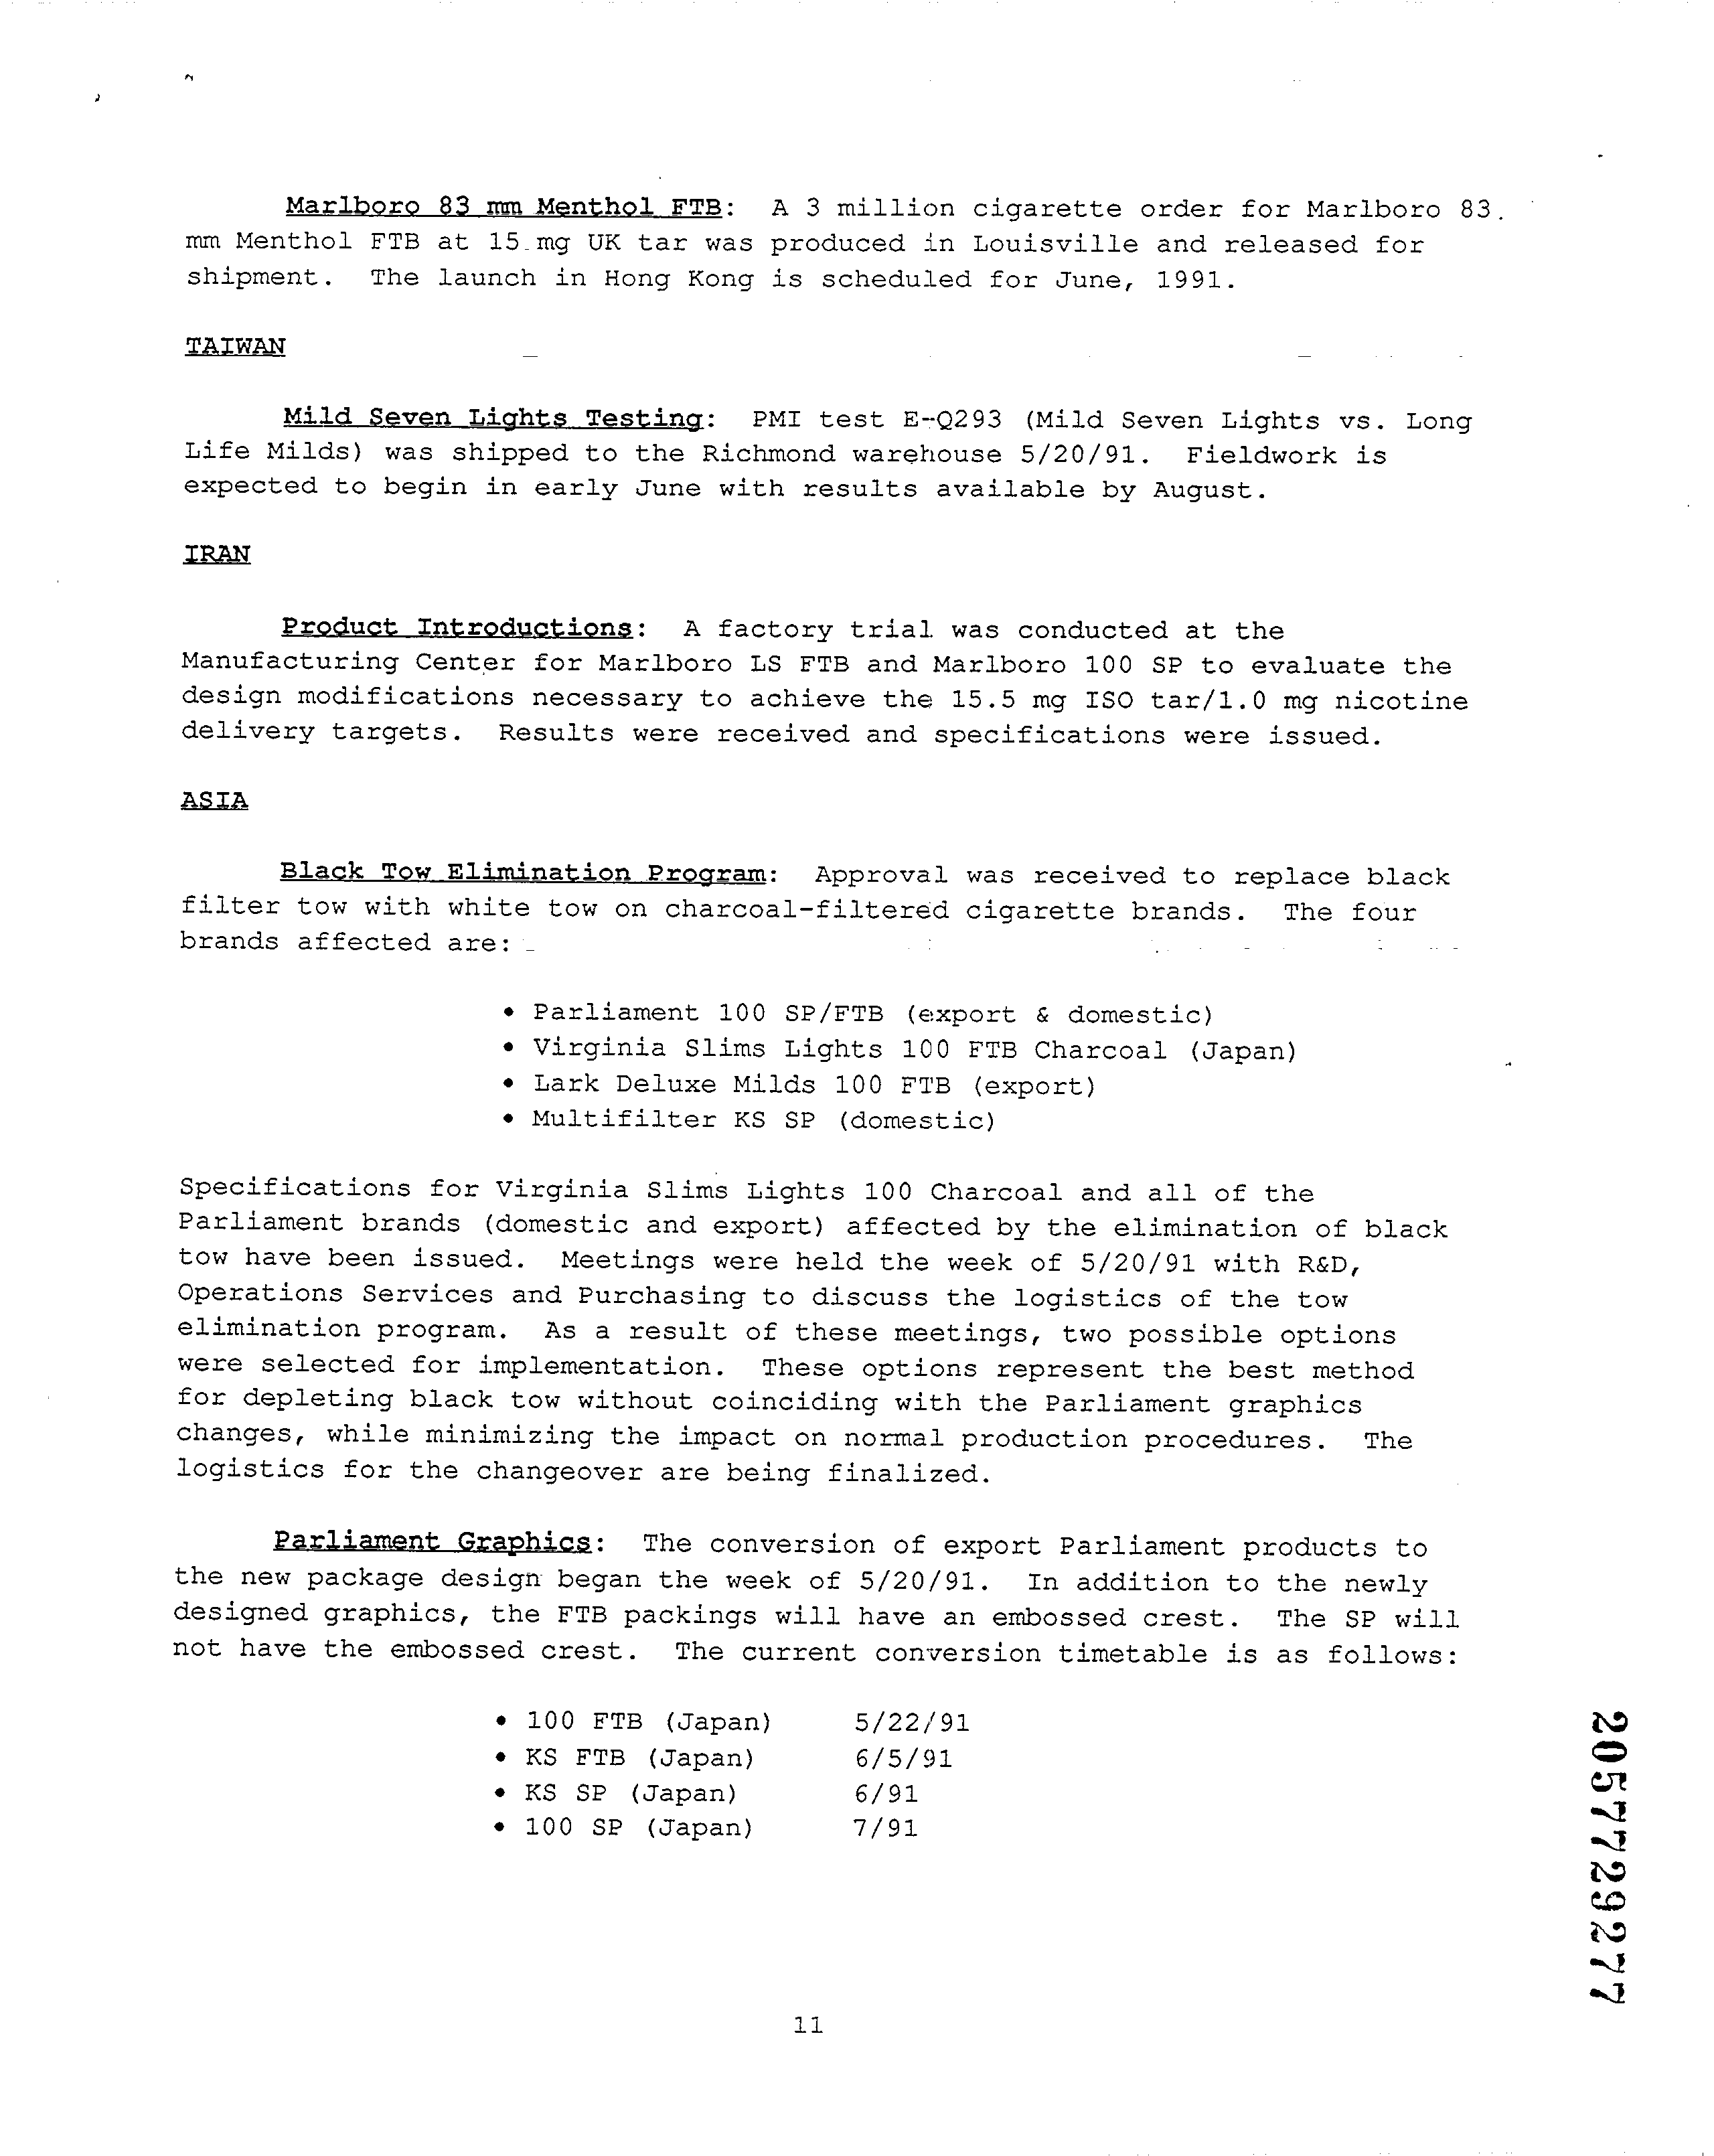 Marlboro 83 mm Menthol FTB: A 3 million cigarette order for Marlboro 83
mm Menthol FTB at 15 mg UK tar was produced in Louisville and released for
shipment. The launch in Hong Kong is scheduled for June, 1991.
TAIWAN
Mild Seven Lights Testing: PMI test E-Q293 (Mild Seven Lights vs. Long
Life Milds) was shipped to the Richmond warehouse 5/20/91. Fieldwork is
expected to begin in early June with results available by August.
IRAN
Product Introductions: A factory trial was conducted at the
Manufacturing Center for Marlboro LS FTB and Marlboro 100 SP to evaluate the
design modifications necessary to achieve the 15.5 mg ISO tar/1.0 mg nicotine
delivery targets. Results were received and specifications were issued.
ASIA
Black Tow Elimination Program: Approval was received to replace black
filter tow with white tow on charcoal-filtered cigarette brands. The four
brands affected are:
• Parliament 100 SP/FTB (export & domestic)
• Virginia Slims Lights 100 FTB Charcoal (Japan)
• Lark Deluxe Milds 100 FTB (export)
• Multifilter KS SP (domestic)
Specifications for Virginia Slims Lights 100 Charcoal and all of the
Parliament brands (domestic and export) affected by the elimination of black
tow have been issued. Meetings were held the week of 5/20/91 with R&D,
Operations Services and Purchasing to discuss the logistics of the tow
elimination program. As a result of these meetings, two possible options
were selected for implementation. These options represent the best method
for depleting black tow without coinciding with the Parliament graphics
changes, while minimizing the impact on normal production procedures. The
logistics for the changeover are being finalized.
Parliament Graphics: The conversion of export Parliament products to
the new package design began the week of 5/20/91. In addition to the newly
designed graphics, the FTB packings will have an embossed crest. The SP will
not have the embossed crest. The current conversion timetable is as follows:
• 100 FTB (Japan) 5/22/91
• KS FTB (Japan) 6/5/91
• KS SP (Japan) 6/91
• 100 SP (Japan) 7/91
2057729277
11